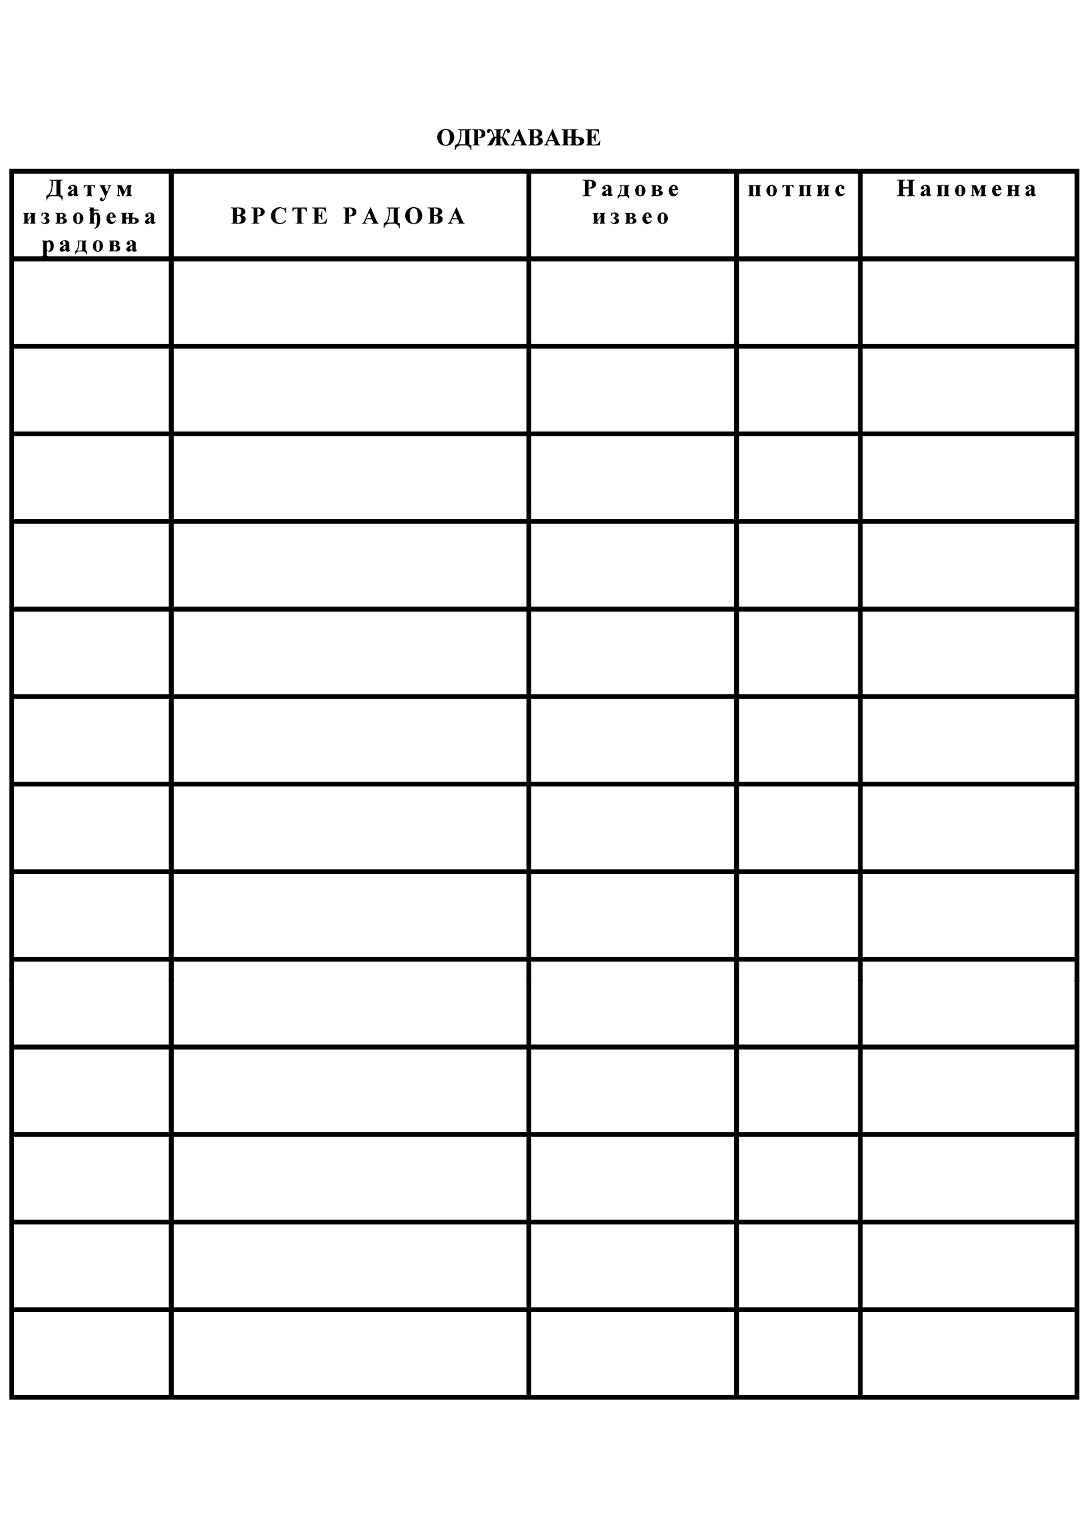 ОДРЖАВАЊЕ
Датум
извођења
радова
ВРСТЕ РАДОВА
Радове
извео
потпис
Напомена